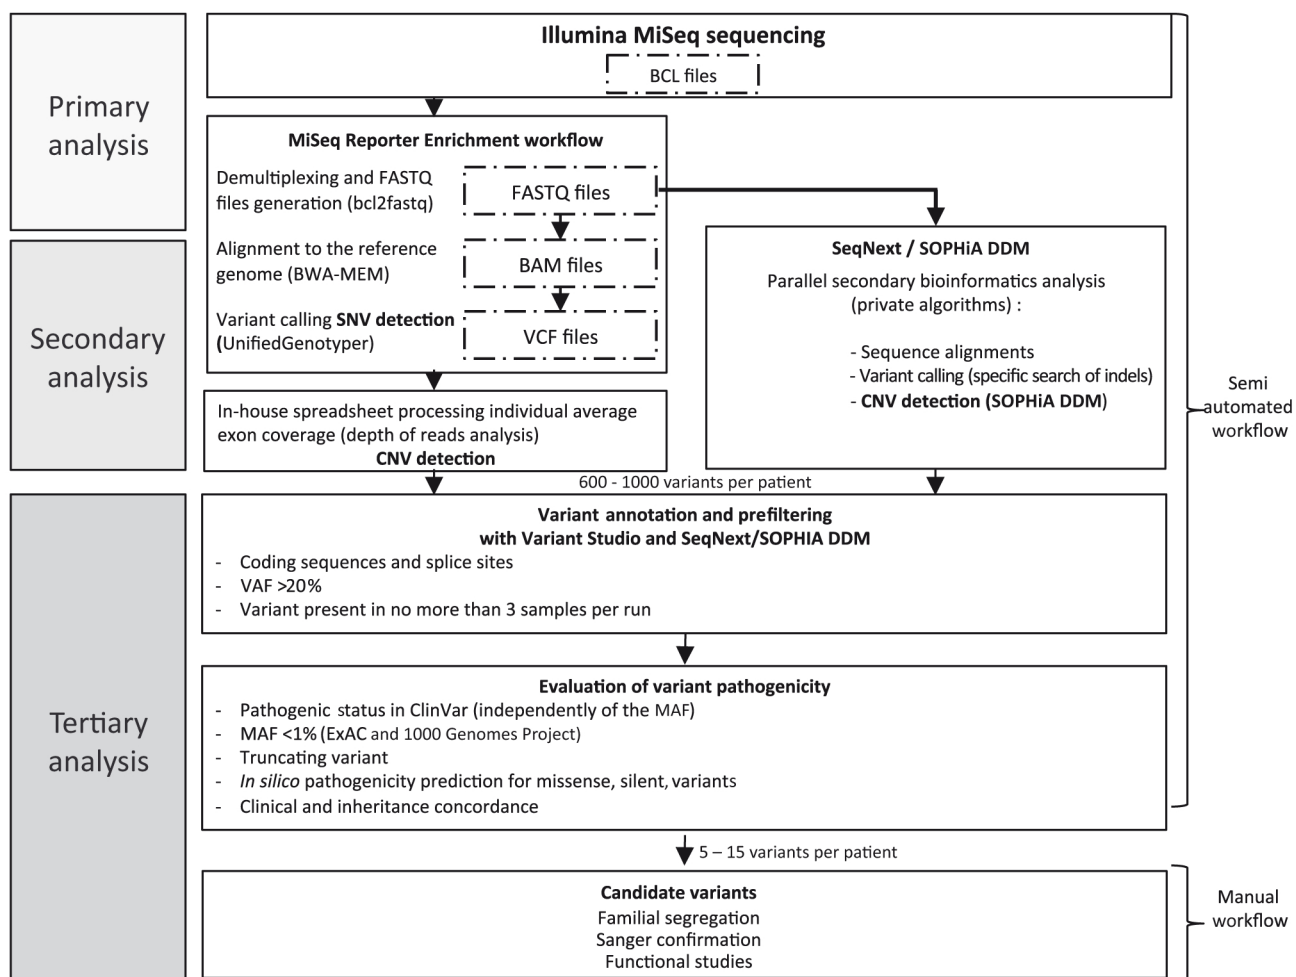 Primary
analysis
Illumina MiSeq sequencing
BCL files
MiSeq Reporter Enrichment workflow
Demultiplexing and FASTQ
files generation (bcl2fastq)
FASTQ files
Alignment to the reference
genome (BWA-MEM)
BAM files
Variant calling SNV detection
(UnifiedGenotyper)
VCF files
Secondary
analysis
In-house spreadsheet processing individual average
exon coverage (depth of reads analysis)
CNV detection
SeqNext / SOPHiA DDM
Parallel secondary bioinformatics analysis
(private algorithms) :
- Sequence alignments
- Variant calling (specific search of indels)
- CNV detection (SOPHiA DDM)
Semi
automated
workflow
600 - 1000 variants per patient
Tertiary
analysis
Variant annotation and prefiltering
with Variant Studio and SeqNext/SOPHIA DDM
- Coding sequences and splice sites
- VAF >20%
- Variant present in no more than 3 samples per run
Evaluation of variant pathogenicity
- Pathogenic status in ClinVar (independently of the MAF)
- MAF <1% (ExAC and 1000 Genomes Project)
- Truncating variant
- In silico pathogenicity prediction for missense, silent, variants
- Clinical and inheritance concordance
5 – 15 variants per patient
Candidate variants
Familial segregation
Sanger confirmation
Functional studies
Manual
workflow